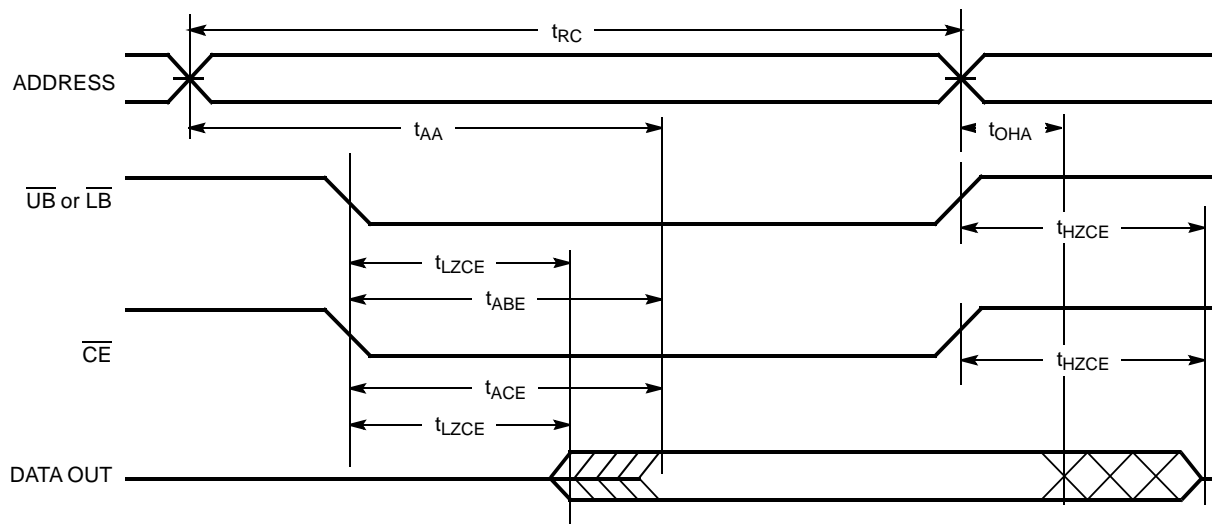 tRC
ADDRESS
tAA
tOHA
UB or LB
tHZCE
tLZCE
tABE
CE
tHZCE
tACE
tLZCE
DATA OUT